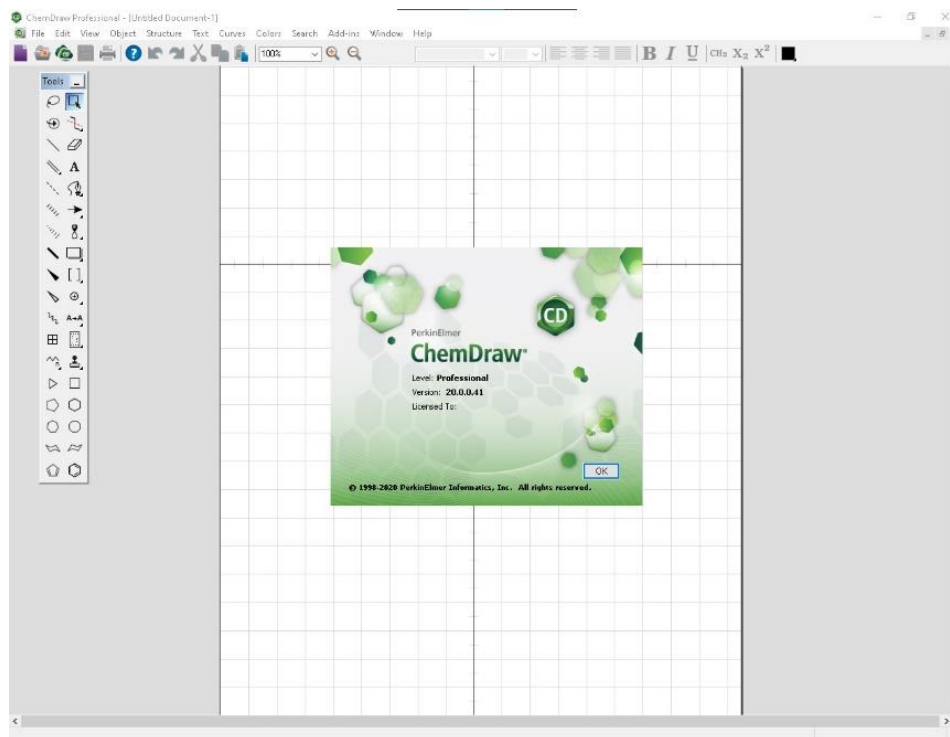 ChemDraw Professional - [Untitled Document-1]
File Edit View Object Structure Text Curves Colors Search Add-ins Window Help
100% B I U CH₂ X₂ X²
Tools
A
A→A
CD
PerkinElmer
ChemDraw
Level: Professional
Version: 20.0.0.41
Licensed To:
OK
© 1998-2020 PerkinElmer Informatics, Inc. All rights reserved.